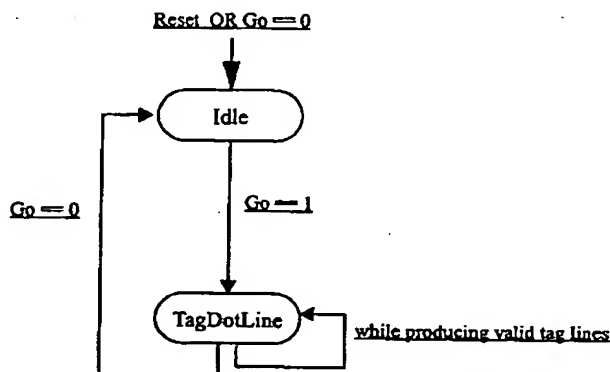 Reset OR Go == 0
Idle
Go == 0
Go == 1
TagDotLine
while producing valid tag lines